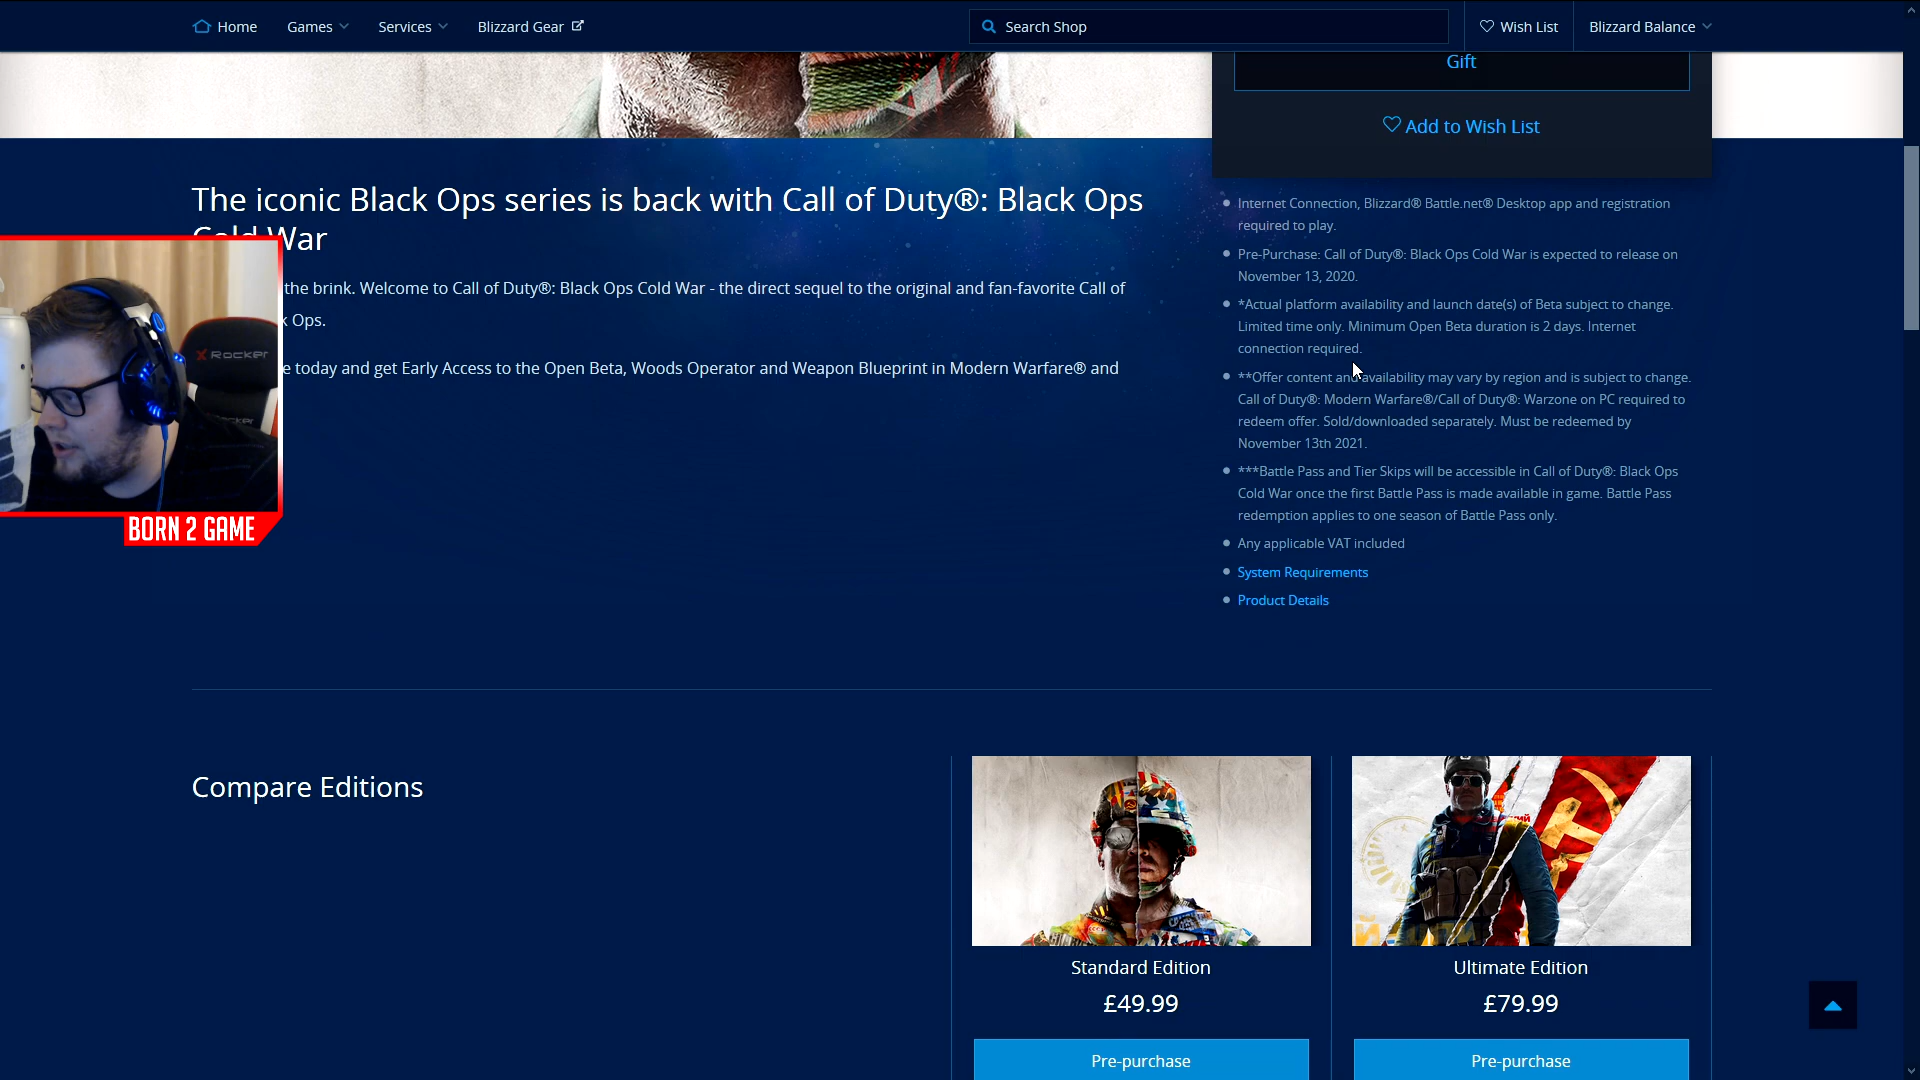 Home Games Services Blizzard Gear Search Shop Wish List Blizzard Balance
Gift
Add to Wish List
The iconic Black Ops series is back with Call of Duty®: Black Ops
Cold War
the brink. Welcome to Call of Duty®: Black Ops Cold War - the direct sequel to the original and fan-favorite Call of
k Ops.
e today and get Early Access to the Open Beta, Woods Operator and Weapon Blueprint in Modern Warfare® and
X Rocker
BORN 2 GAME
Internet Connection, Blizzard® Battle.net® Desktop app and registration
required to play.
Pre-Purchase: Call of Duty®: Black Ops Cold War is expected to release on
November 13, 2020.
*Actual platform availability and launch date(s) of Beta subject to change.
Limited time only. Minimum Open Beta duration is 2 days. Internet
connection required.
**Offer content and availability may vary by region and is subject to change.
Call of Duty®: Modern Warfare®/Call of Duty®: Warzone on PC required to
redeem offer. Sold/downloaded separately. Must be redeemed by
November 13th 2021.
***Battle Pass and Tier Skips will be accessible in Call of Duty®: Black Ops
Cold War once the first Battle Pass is made available in game. Battle Pass
redemption applies to one season of Battle Pass only.
Any applicable VAT included
System Requirements
Product Details
Compare Editions
Standard Edition
£49.99
Pre-purchase
Ultimate Edition
£79.99
Pre-purchase